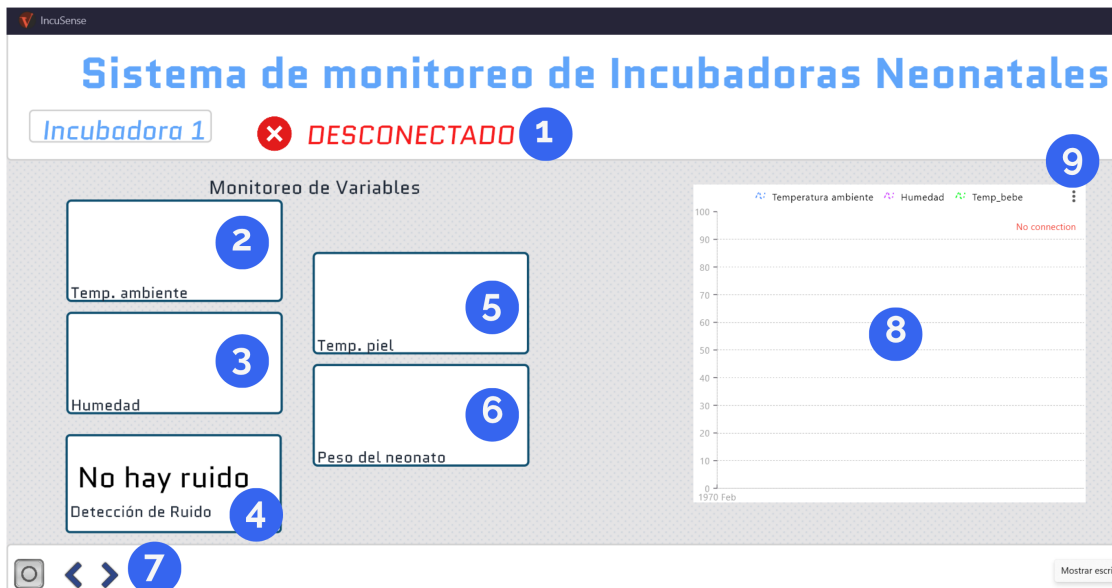 IncuSense
Sistema de monitoreo de Incubadoras Neonatales
Incubadora 1
DESCONECTADO 1
9
Monitoreo de Variables
2
Temp. ambiente
3
Humedad
No hay ruido
Detección de Ruido
4
5
Temp. piel
6
Peso del neonato
Temperatura ambiente Humedad Temp_bebe
No connection
100
90
80
70
60
50
40
30
20
10
0
1970 Feb
8
7
Mostrar escri